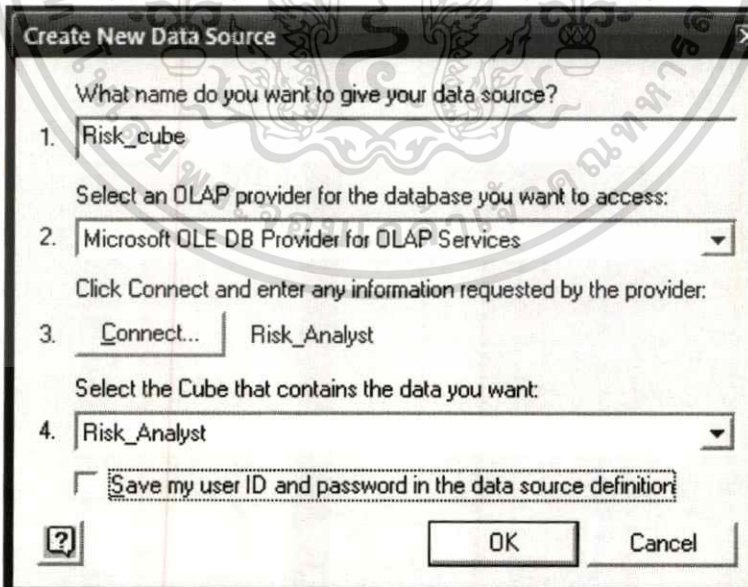 Create New Data Source
What name do you want to give your data source?
1. Risk_cube
Select an OLAP provider for the database you want to access:
2. Microsoft OLE DB Provider for OLAP Services
Click Connect and enter any information requested by the provider:
3. Connect... Risk_Analyst
Select the Cube that contains the data you want:
4. Risk_Analyst
Save my user ID and password in the data source definition
? OK Cancel